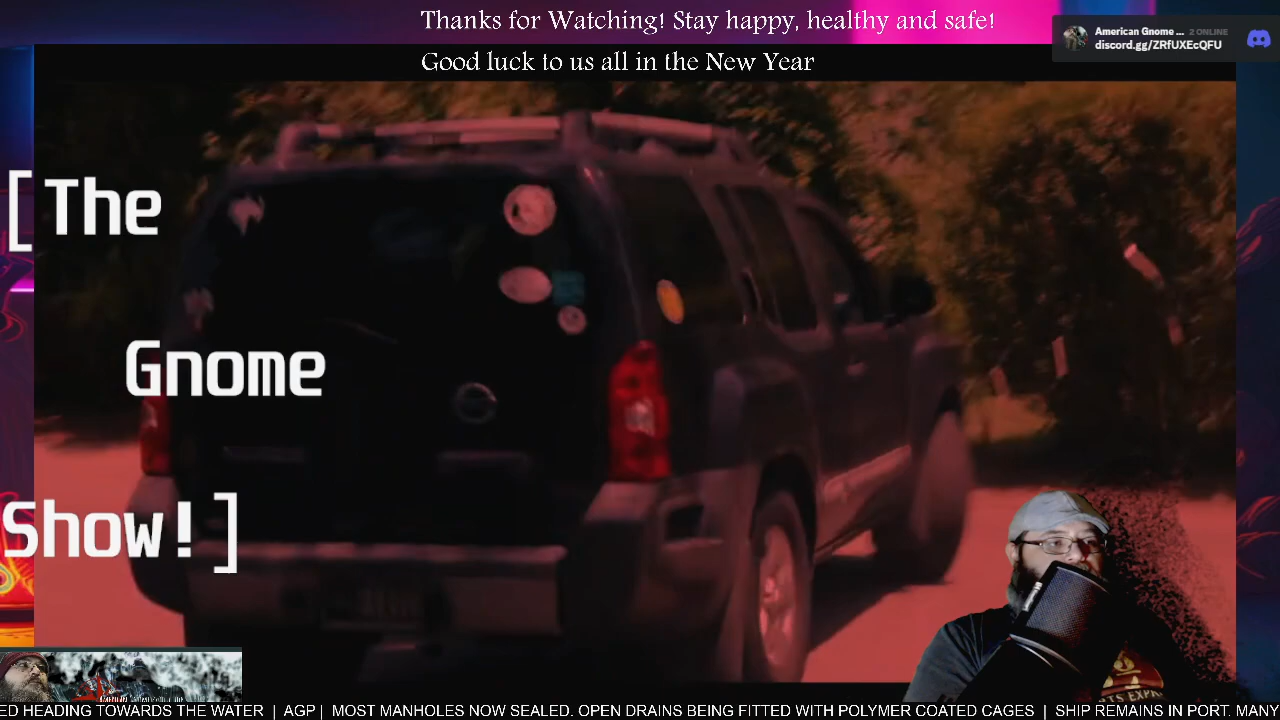 Thanks for Watching! Stay happy, healthy and safe!
Good luck to us all in the New Year
American Gnome ... 2 ONLINE
discord.gg/ZRfUXEcQFU
[The
Gnome
Show!]
ED HEADING TOWARDS THE WATER | AGP | MOST MANHOLES NOW SEALED. OPEN DRAINS BEING FITTED WITH POLYMER COATED CAGES | SHIP REMAINS IN PORT. MANY